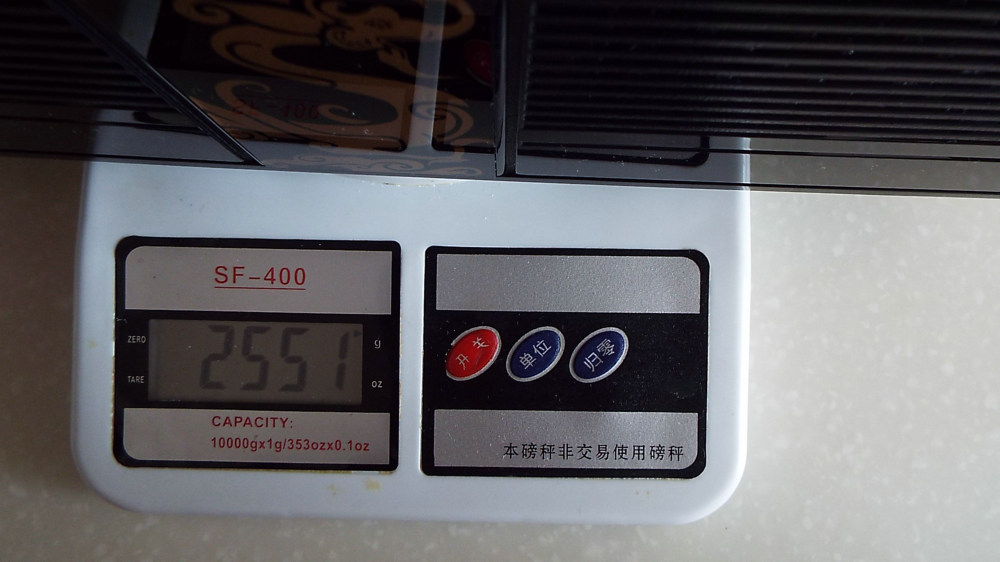 SF-400
ZERO
2551
g
TARE
oz
CAPACITY:
10000gx1g/353ozx0.1oz
开关
单位
归零
本磅秤非交易使用磅秤